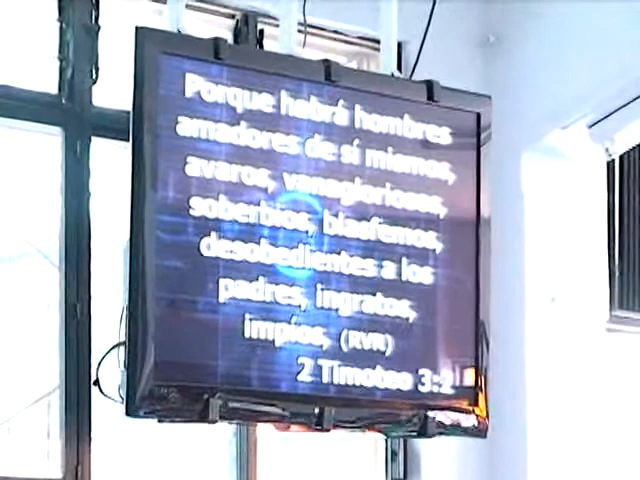 Porque habrá hombres
amadores de sí mismos,
avaros, vanagloriosos,
soberbios, blasfemos,
desobedientes a los
padres, ingratos,
impíos, (RVR)
2 Timoteo 3:2